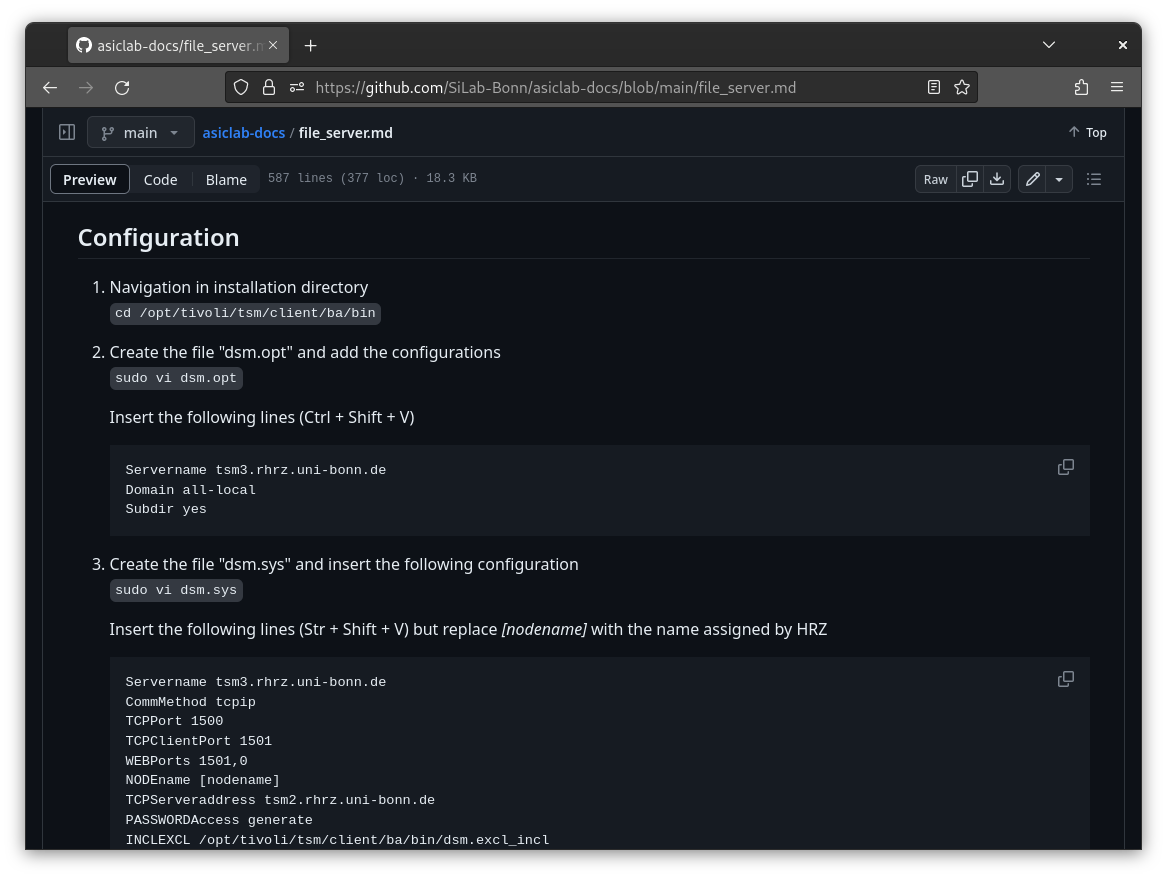 asiclab-docs/file_server.m
https://github.com/SiLab-Bonn/asiclab-docs/blob/main/file_server.md
main
asiclab-docs / file_server.md
Top
Preview
Code
Blame
587 lines (377 loc) · 18.3 KB
Raw
Configuration
1. Navigation in installation directory
cd /opt/tivoli/tsm/client/ba/bin
2. Create the file "dsm.opt" and add the configurations
sudo vi dsm.opt
Insert the following lines (Ctrl + Shift + V)
Servername tsm3.rhrz.uni-bonn.de
Domain all-local
Subdir yes
3. Create the file "dsm.sys" and insert the following configuration
sudo vi dsm.sys
Insert the following lines (Str + Shift + V) but replace [nodename] with the name assigned by HRZ
Servername tsm3.rhrz.uni-bonn.de
CommMethod tcpip
TCPPort 1500
TCPClientPort 1501
WEBPorts 1501,0
NODEname [nodename]
TCPServeraddress tsm2.rhrz.uni-bonn.de
PASSWORDAccess generate
INCLEXCL /opt/tivoli/tsm/client/ba/bin/dsm.excl_incl